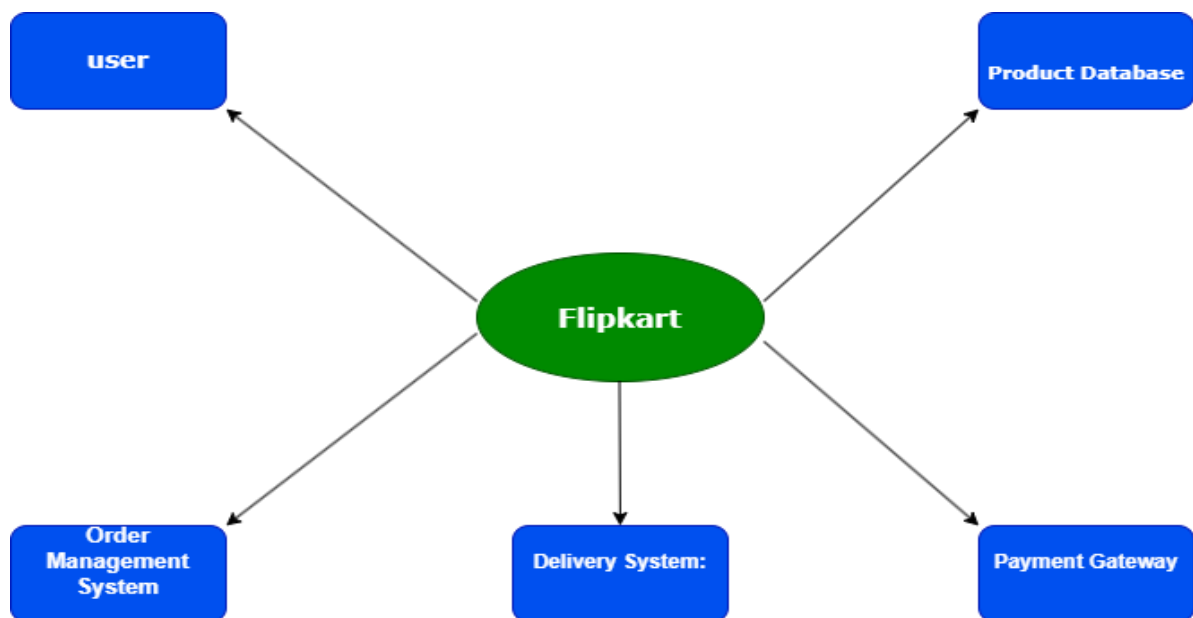 user
Product Database
Flipkart
Order
Management
System
Delivery System:
Payment Gateway